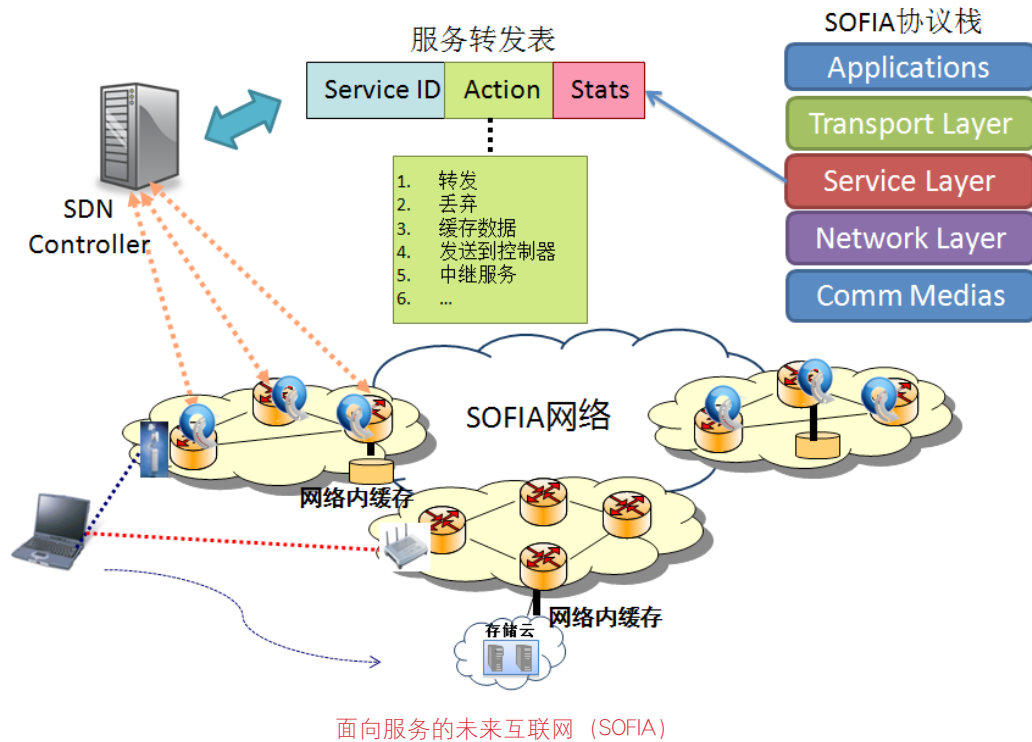 SOFIA协议栈
服务转发表
Service ID Action Stats
Applications
Transport Layer
Service Layer
Network Layer
Comm Medias
1. 转发
2. 丢弃
3. 缓存数据
4. 发送到控制器
5. 中继服务
6. ...
SDN
Controller
SOFIA网络
网络内缓存
网络内缓存
存储云
面向服务的未来互联网（SOFIA）